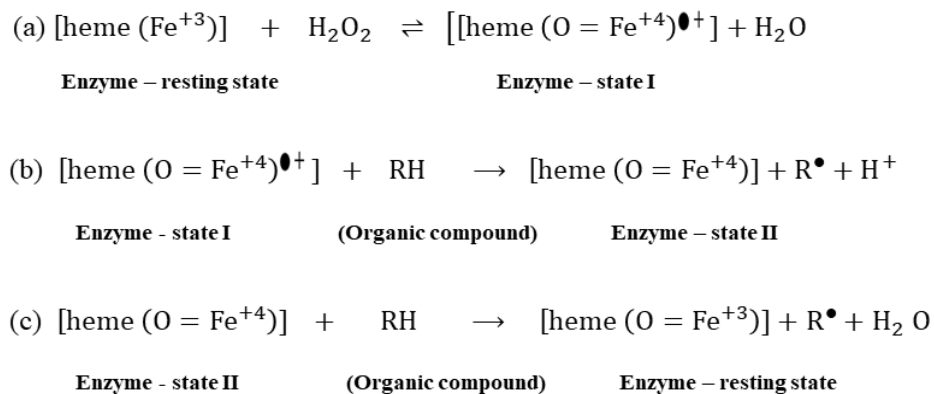 (a) [heme (Fe⁺³)] + H₂O₂ ⇌ [[heme (O = Fe⁺⁴)●⁺] + H₂O
Enzyme – resting state Enzyme – state I
(b) [heme (O = Fe⁺⁴)●⁺] + RH → [heme (O = Fe⁺⁴)] + R● + H⁺
Enzyme - state I (Organic compound) Enzyme – state II
(c) [heme (O = Fe⁺⁴)] + RH → [heme (O = Fe⁺³)] + R● + H₂ O
Enzyme - state II (Organic compound) Enzyme – resting state